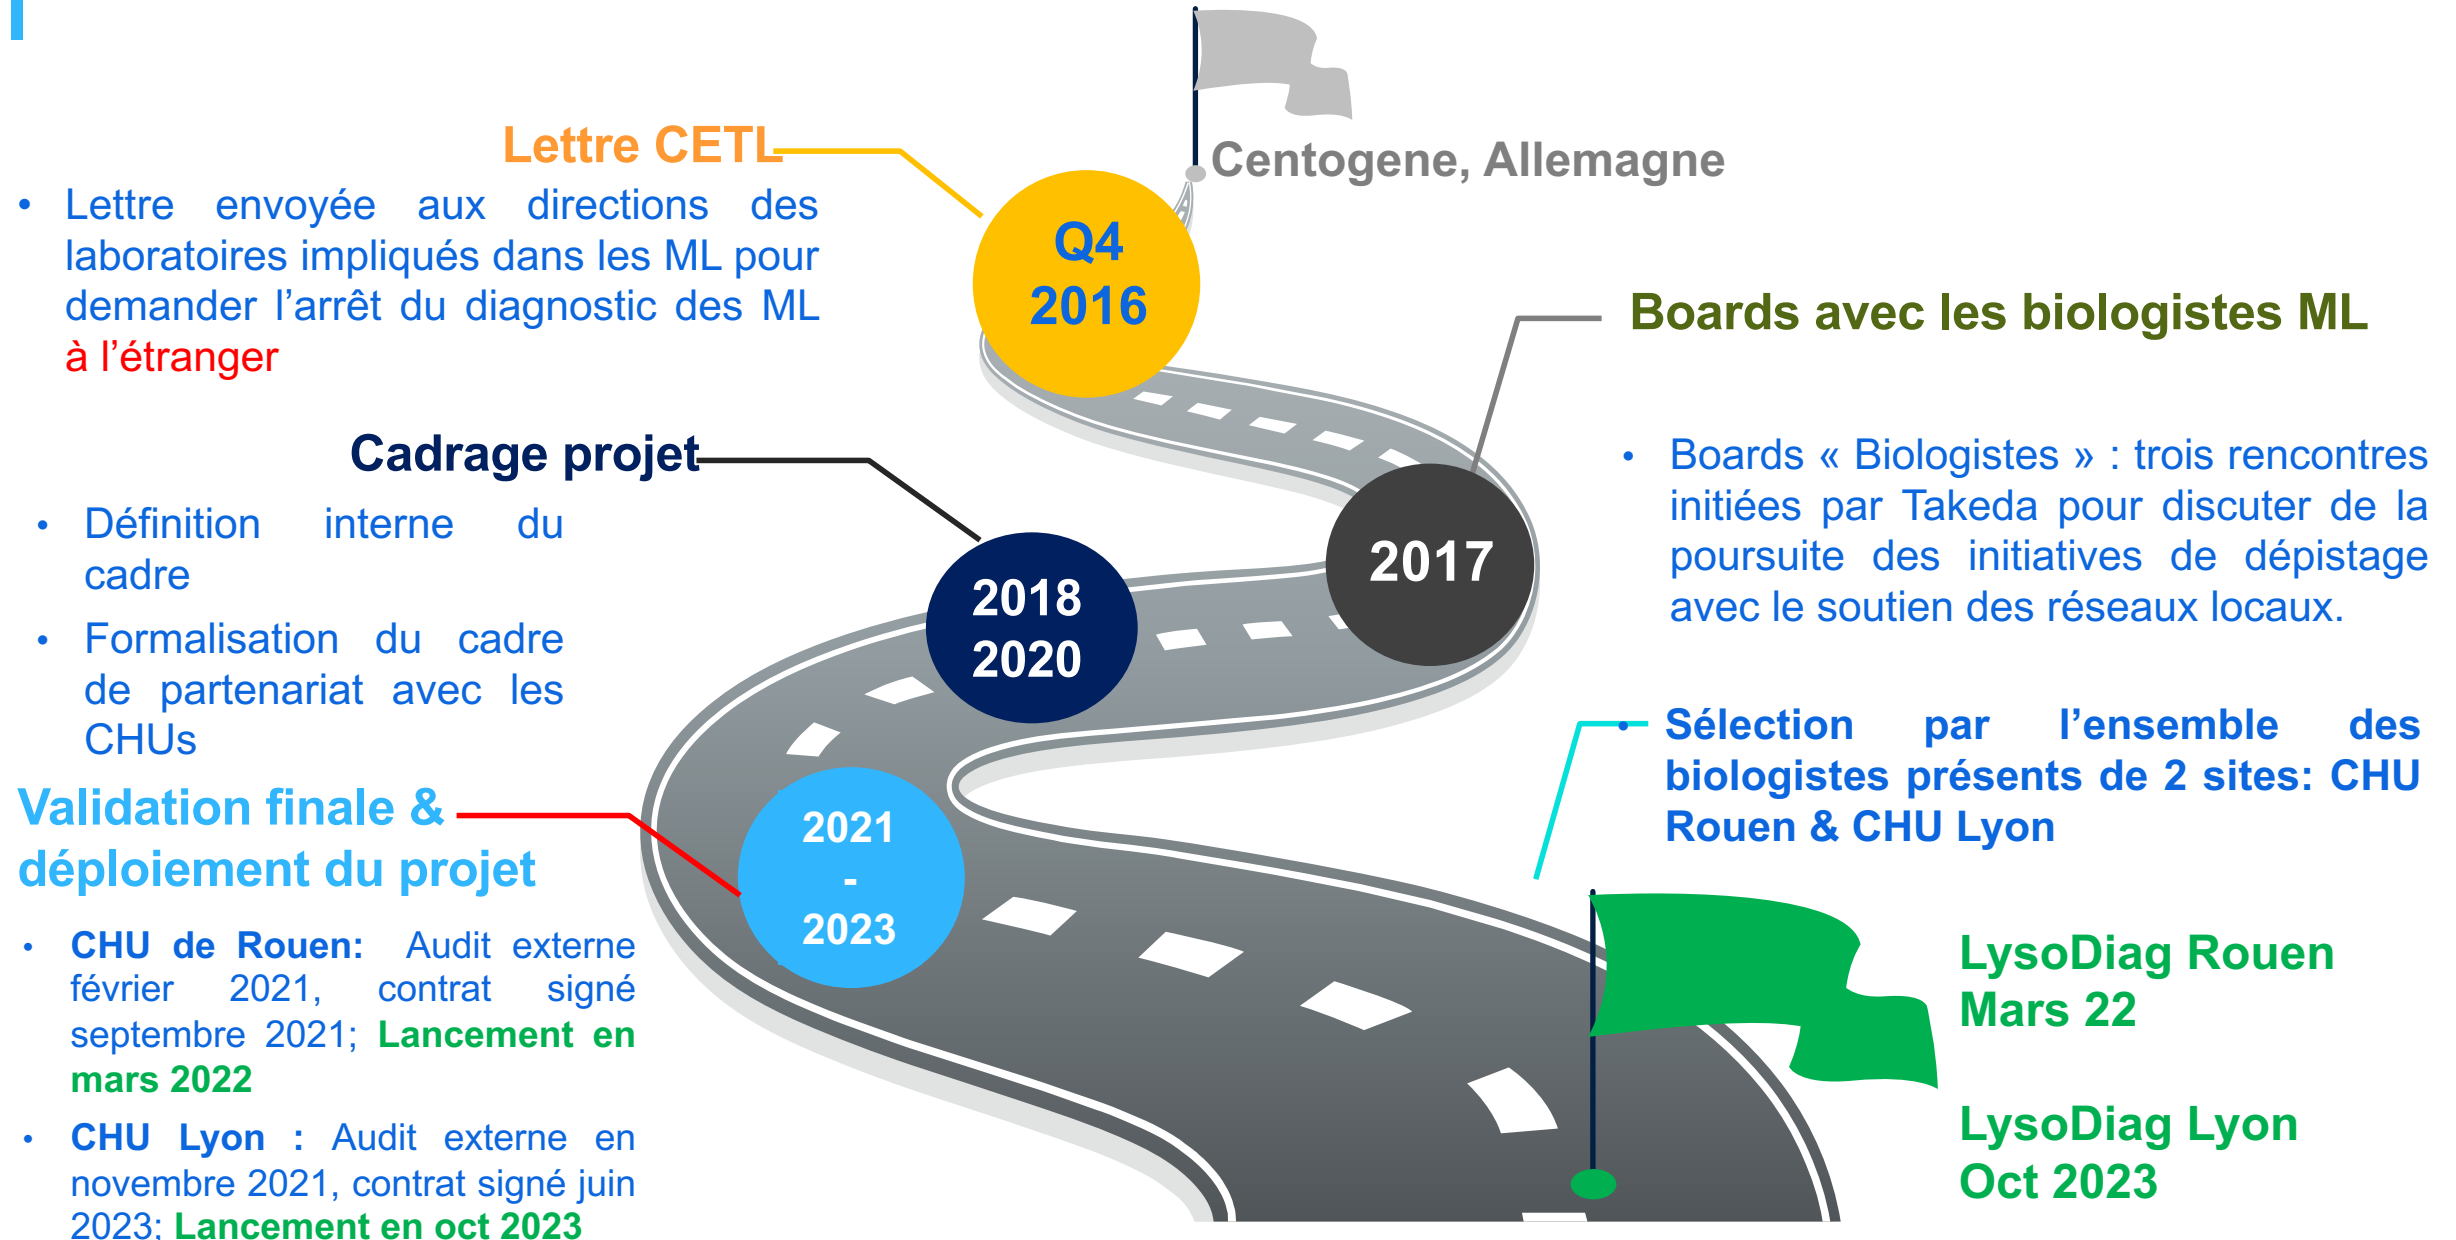 Centogene, Allemagne
Lettre CETL
• Lettre envoyée aux directions des
laboratoires impliqués dans les ML pour
demander l’arrêt du diagnostic des ML
à l’étranger
Q4
2016
Boards avec les biologistes ML
• Boards « Biologistes » : trois rencontres
initiées par Takeda pour discuter de la
poursuite des initiatives de dépistage
avec le soutien des réseaux locaux.
2017
• Sélection par l’ensemble des
biologistes présents de 2 sites: CHU
Rouen & CHU Lyon
Cadrage projet
• Définition interne du
cadre
• Formalisation du cadre
de partenariat avec les
CHUs
2018
2020
Validation finale &
déploiement du projet
2021
-
2023
• CHU de Rouen: Audit externe
février 2021, contrat signé
septembre 2021; Lancement en
mars 2022
• CHU Lyon : Audit externe en
novembre 2021, contrat signé juin
2023; Lancement en oct 2023
LysoDiag Rouen
Mars 22
LysoDiag Lyon
Oct 2023